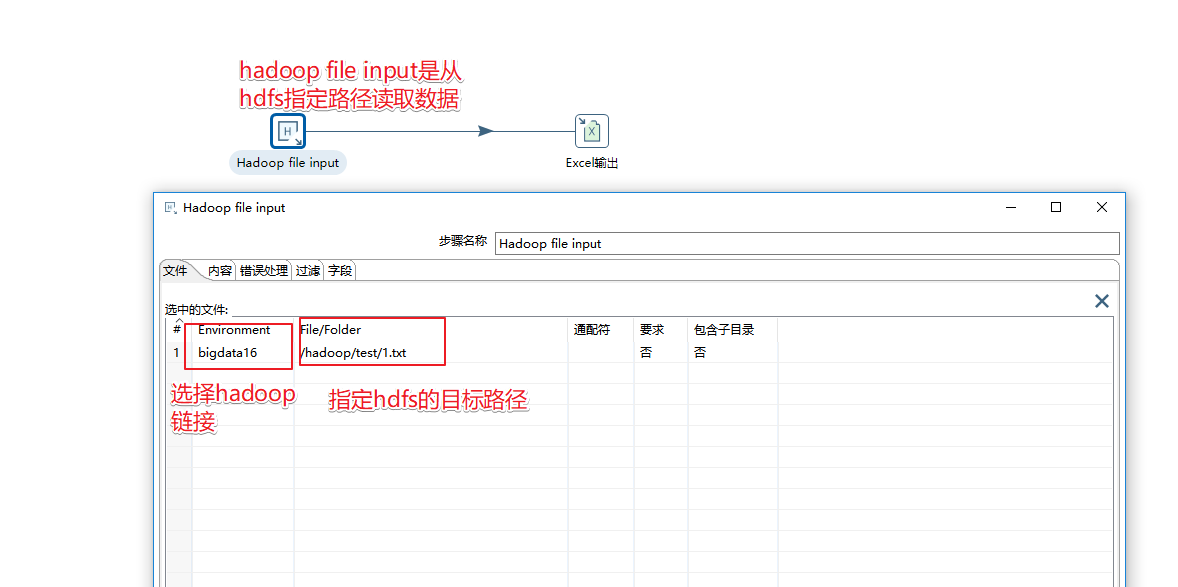 hadoop file input是从
hdfs指定路径读取数据
H
X
Hadoop file input
Excel输出
Hadoop file input
步骤名称
Hadoop file input
文件
内容
错误处理
过滤
字段
选中的文件:
# Environment File/Folder 通配符 要求 包含子目录
1 bigdata16 /hadoop/test/1.txt 否 否
选择hadoop
链接
指定hdfs的目标路径